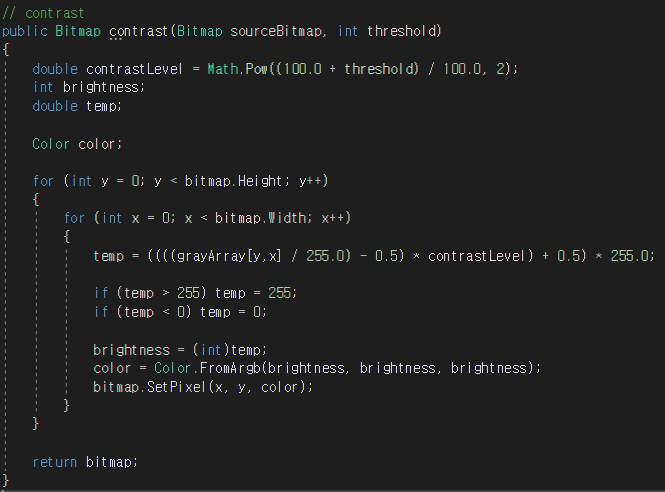 // contrast
public Bitmap contrast(Bitmap sourceBitmap, int threshold)
{
double contrastLevel = Math.Pow((100.0 + threshold) / 100.0, 2);
int brightness;
double temp;
Color color;
for (int y = 0; y < bitmap.Height; y++)
{
for (int x = 0; x < bitmap.Width; x++)
{
temp = ((((grayArray[y,x] / 255.0) - 0.5) * contrastLevel) + 0.5) * 255.0;
if (temp > 255) temp = 255;
if (temp < 0) temp = 0;
brightness = (int)temp;
color = Color.FromArgb(brightness, brightness, brightness);
bitmap.SetPixel(x, y, color);
}
}
return bitmap;
}